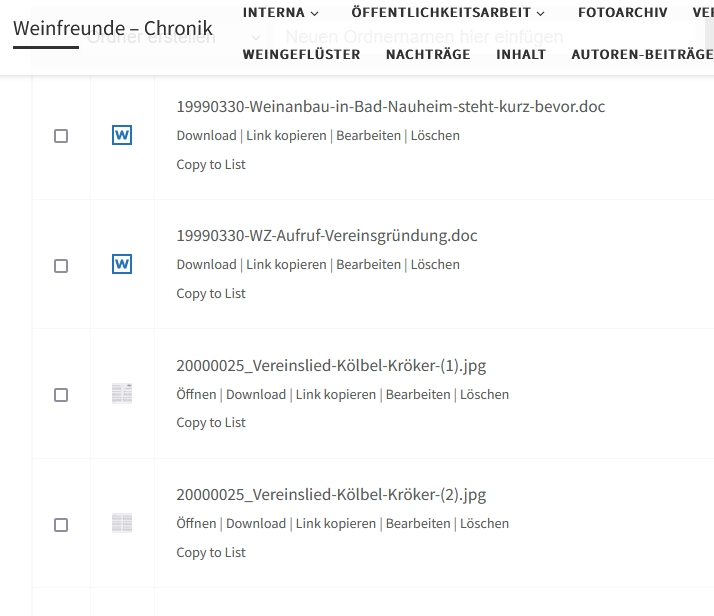 Weinfreunde – Chronik
INTERNA ÖFFENTLICHKEITSARBEIT FOTOARCHIV
WEINGEFLÜSTER NACHTRÄGE INHALT AUTOREN-BEITRÄGE
Ordner erstellen Neuen Ordnernamen hier einfügen
19990330-Weinanbau-in-Bad-Nauheim-steht-kurz-bevor.doc
Download | Link kopieren | Bearbeiten | Löschen
Copy to List
19990330-WZ-Aufruf-Vereinsgründung.doc
Download | Link kopieren | Bearbeiten | Löschen
Copy to List
20000025_Vereinslied-Kölbel-Kröker-(1).jpg
Öffnen | Download | Link kopieren | Bearbeiten | Löschen
Copy to List
20000025_Vereinslied-Kölbel-Kröker-(2).jpg
Öffnen | Download | Link kopieren | Bearbeiten | Löschen
Copy to List